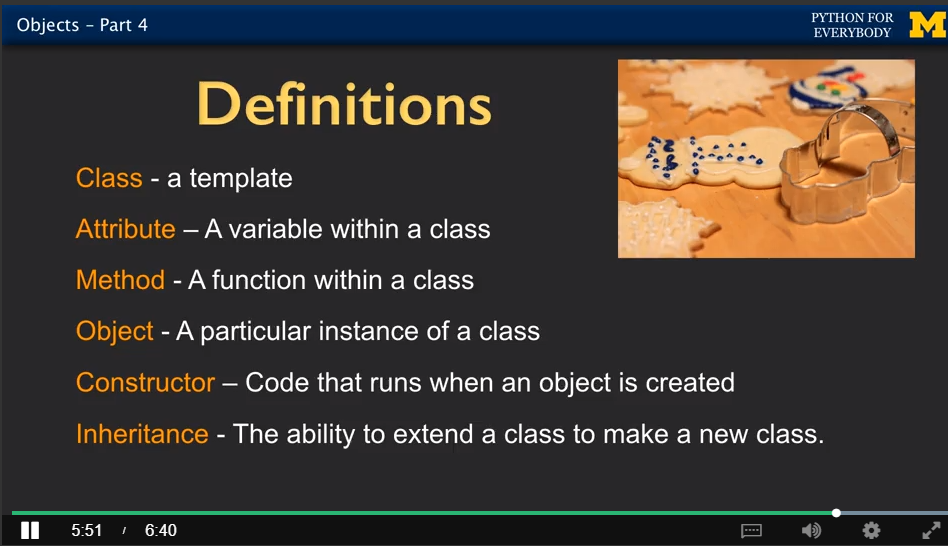 Objects – Part 4
PYTHON FOR
EVERYBODY
M
Definitions
Class - a template
Attribute – A variable within a class
Method - A function within a class
Object - A particular instance of a class
Constructor – Code that runs when an object is created
Inheritance - The ability to extend a class to make a new class.
5:51 / 6:40